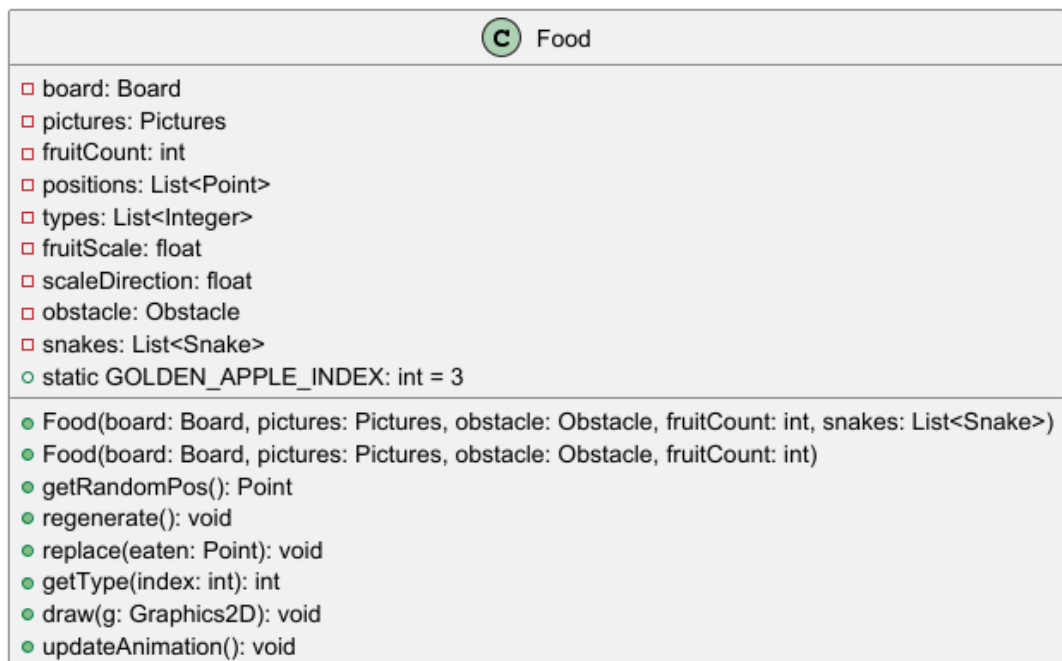 C Food
board: Board
pictures: Pictures
fruitCount: int
positions: List<Point>
types: List<Integer>
fruitScale: float
scaleDirection: float
obstacle: Obstacle
snakes: List<Snake>
static GOLDEN_APPLE_INDEX: int = 3
Food(board: Board, pictures: Pictures, obstacle: Obstacle, fruitCount: int, snakes: List<Snake>)
Food(board: Board, pictures: Pictures, obstacle: Obstacle, fruitCount: int)
getRandomPos(): Point
regenerate(): void
replace(eaten: Point): void
getType(index: int): int
draw(g: Graphics2D): void
updateAnimation(): void